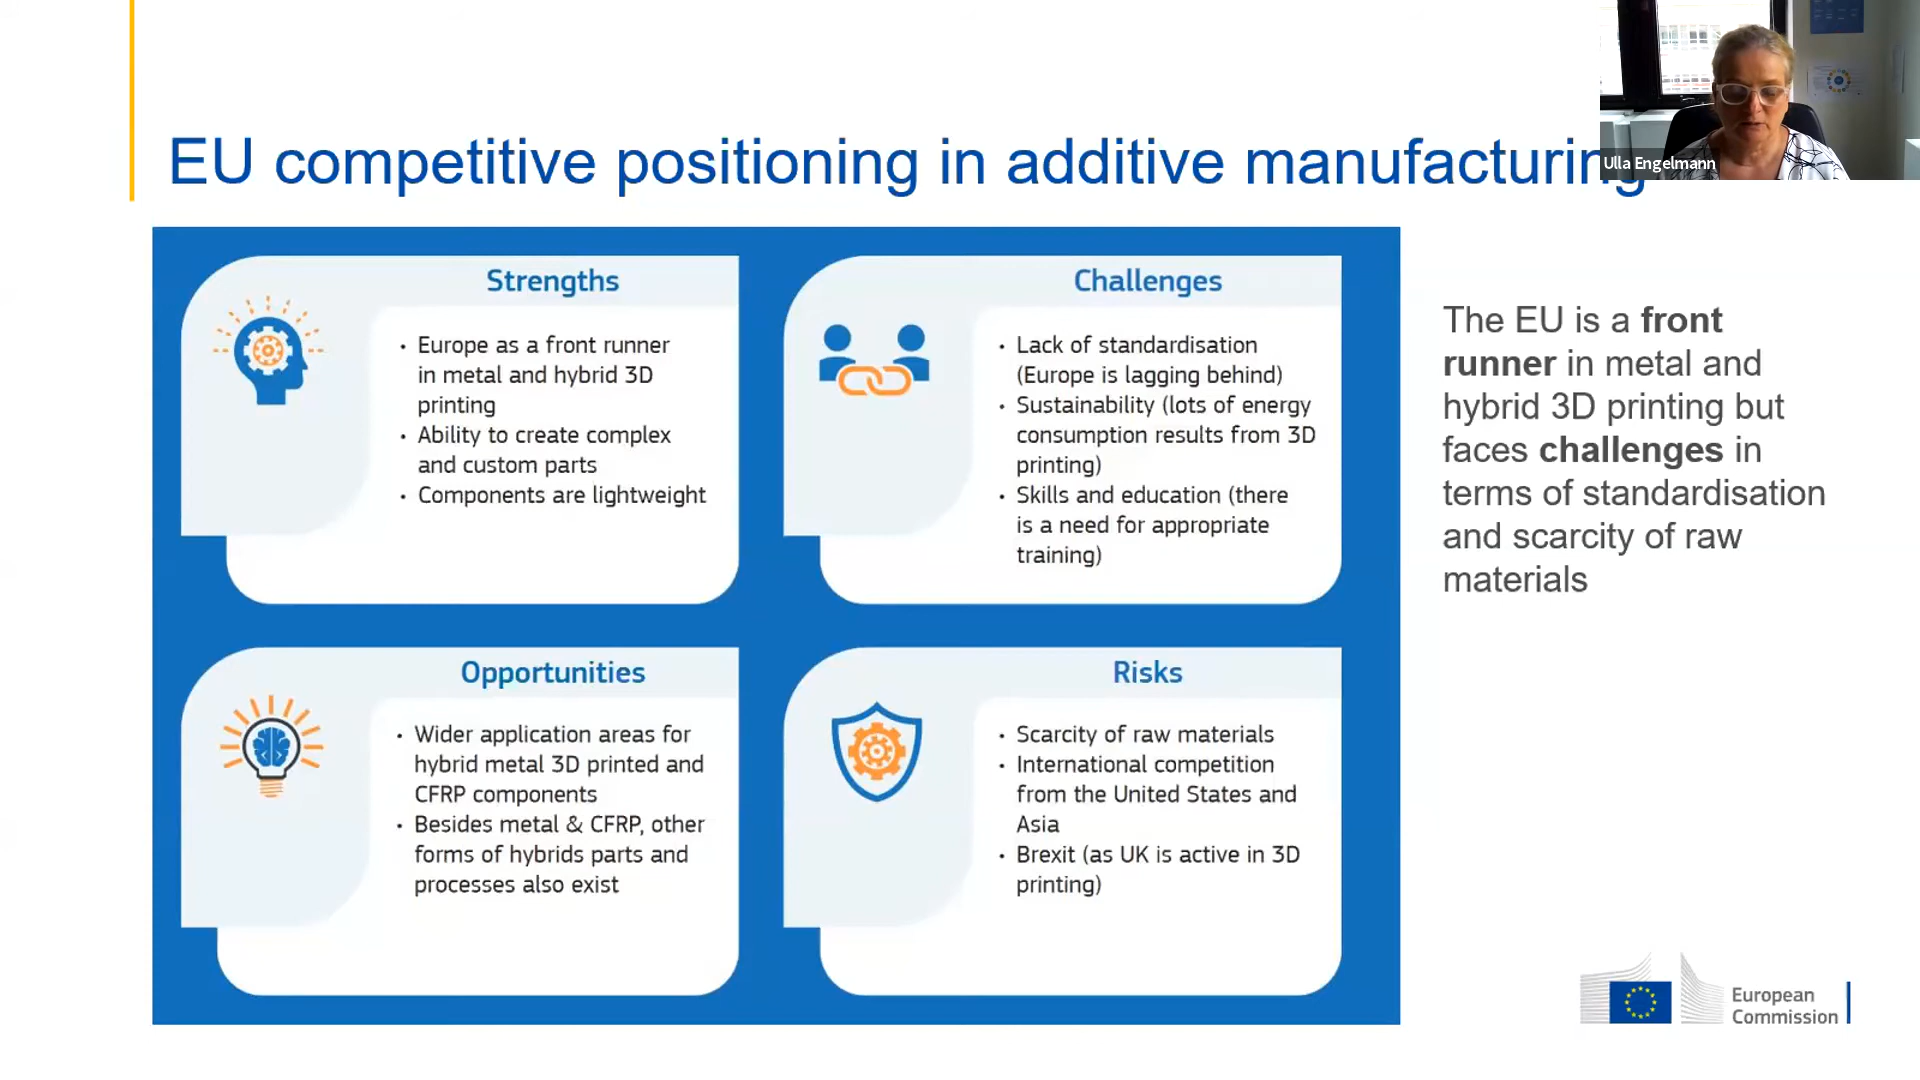 EU competitive positioning in additive manufacturing
Ulla Engelmann
Strengths
• Europe as a front runner
in metal and hybrid 3D
printing
• Ability to create complex
and custom parts
• Components are lightweight
Challenges
• Lack of standardisation
(Europe is lagging behind)
• Sustainability (lots of energy
consumption results from 3D
printing)
• Skills and education (there
is a need for appropriate
training)
Opportunities
• Wider application areas for
hybrid metal 3D printed and
CFRP components
• Besides metal & CFRP, other
forms of hybrids parts and
processes also exist
Risks
• Scarcity of raw materials
• International competition
from the United States and
Asia
• Brexit (as UK is active in 3D
printing)
The EU is a front
runner in metal and
hybrid 3D printing but
faces challenges in
terms of standardisation
and scarcity of raw
materials
European
Commission